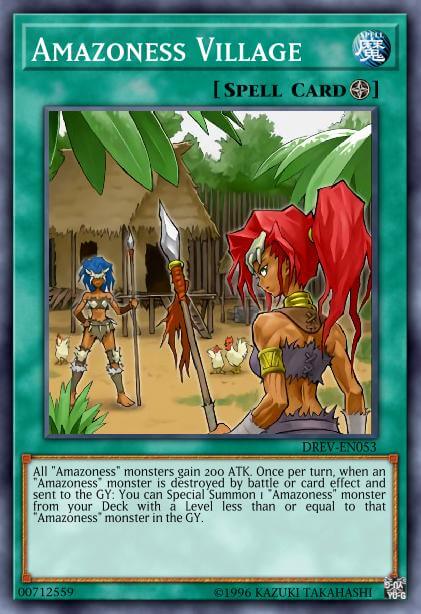 AMAZONESS VILLAGE
SPELL
魔
[SPELL CARD]
DREV-EN053
All "Amazoness" monsters gain 200 ATK. Once per turn, when an
"Amazoness" monster is destroyed by battle or card effect and
sent to the GY: You can Special Summon 1 "Amazoness" monster
from your Deck with a Level less than or equal to that
"Amazoness" monster in the GY.
00712559
©1996 KAZUKI TAKAHASHI